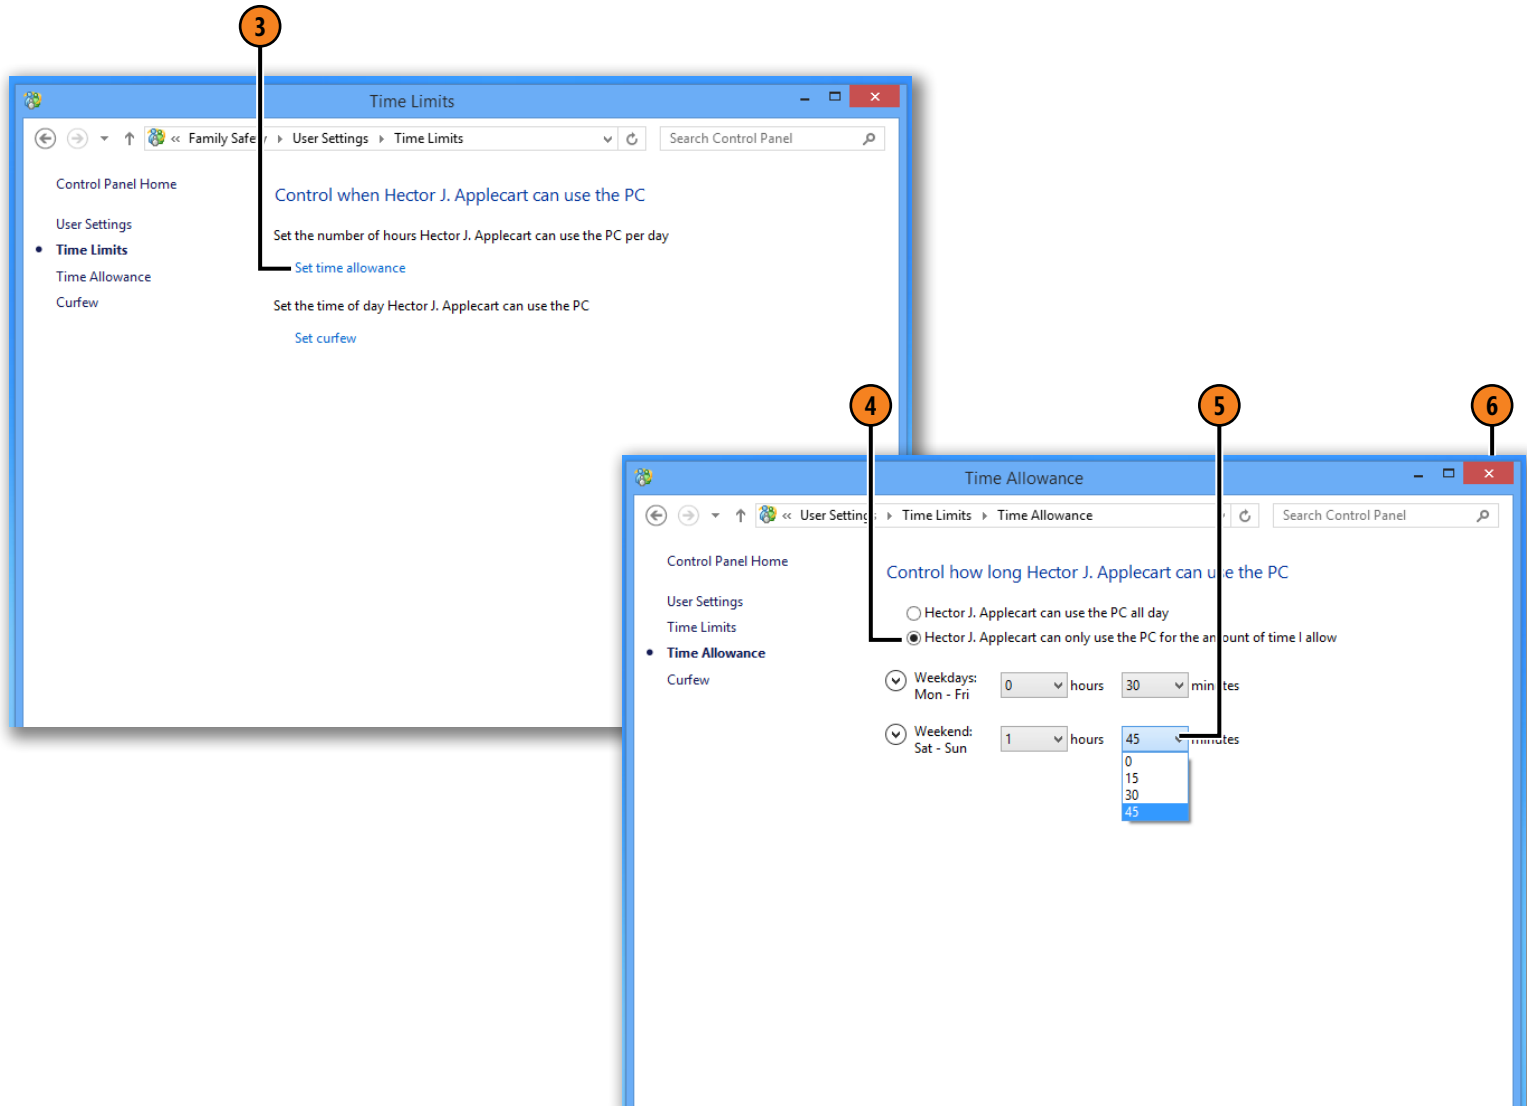 3
Time Limits
« Family Safety User Settings Time Limits
Search Control Panel
Control Panel Home
User Settings
Time Limits
Time Allowance
Curfew
Control when Hector J. Applecart can use the PC
Set the number of hours Hector J. Applecart can use the PC per day
Set time allowance
Set the time of day Hector J. Applecart can use the PC
Set curfew
4
5
6
Time Allowance
« User Settings Time Limits Time Allowance
Search Control Panel
Control Panel Home
User Settings
Time Limits
Time Allowance
Curfew
Control how long Hector J. Applecart can use the PC
Hector J. Applecart can use the PC all day
Hector J. Applecart can only use the PC for the amount of time I allow
Weekdays:
Mon - Fri
0 hours 30 minutes
Weekend:
Sat - Sun
1 hours 45 minutes
0
15
30
45